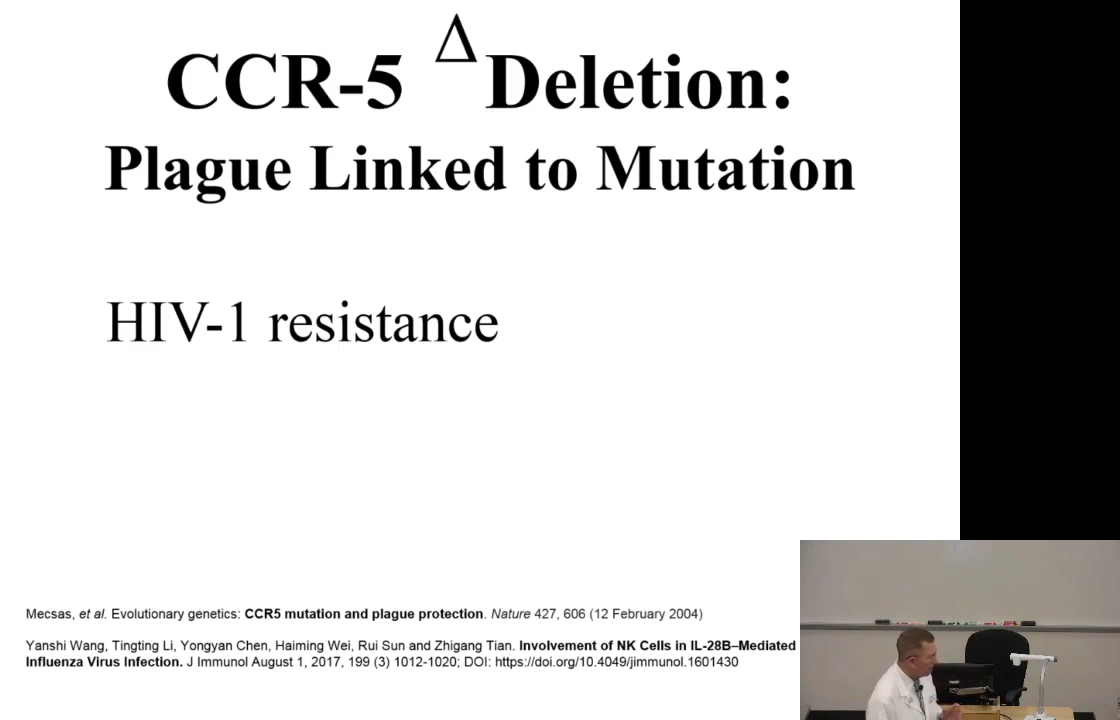 CCR-5 Δ Deletion:
Plague Linked to Mutation
HIV-1 resistance
Mecsas, et al. Evolutionary genetics: CCR5 mutation and plague protection. Nature 427, 606 (12 February 2004)
Yanshi Wang, Tingting Li, Yongyan Chen, Haiming Wei, Rui Sun and Zhigang Tian. Involvement of NK Cells in IL-28B–Mediated
Influenza Virus Infection. J Immunol August 1, 2017, 199 (3) 1012-1020; DOI: https://doi.org/10.4049/jimmunol.1601430